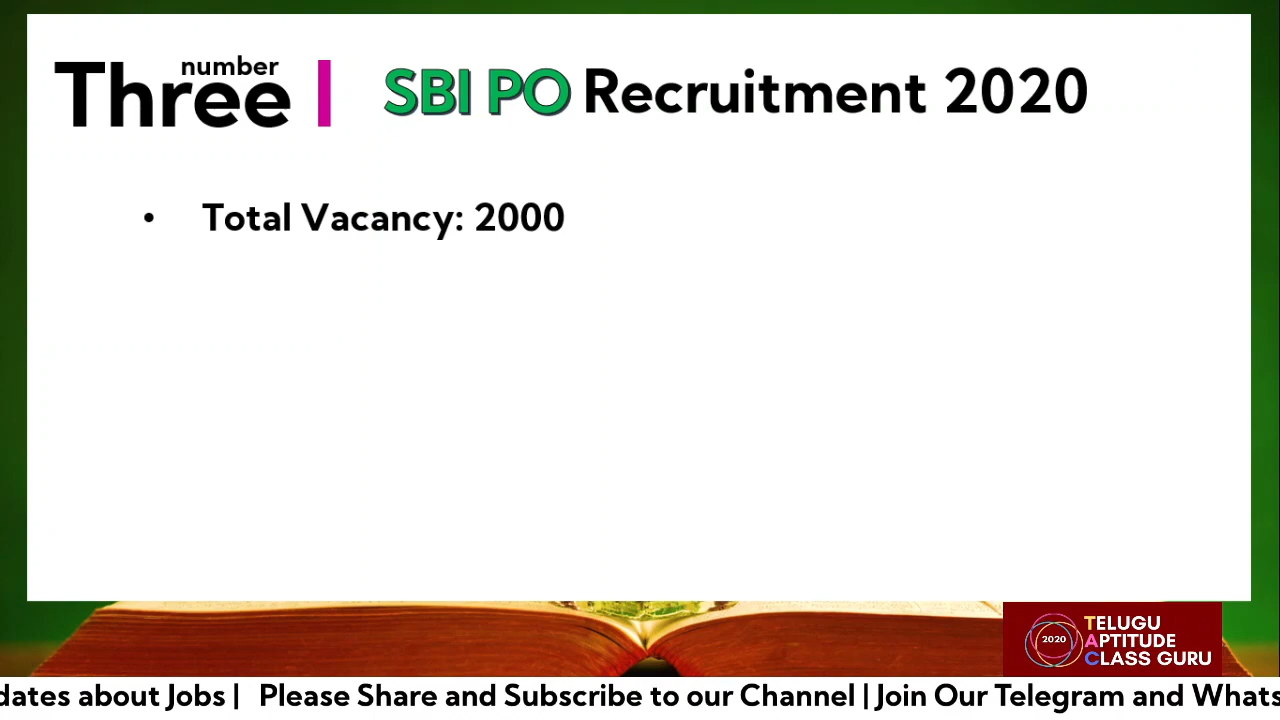 number
Three
SBI PO Recruitment 2020
• Total Vacancy: 2000
2020
TELUGU
APTITUDE
CLASS GURU
dates about Jobs | Please Share and Subscribe to our Channel | Join Our Telegram and Whats